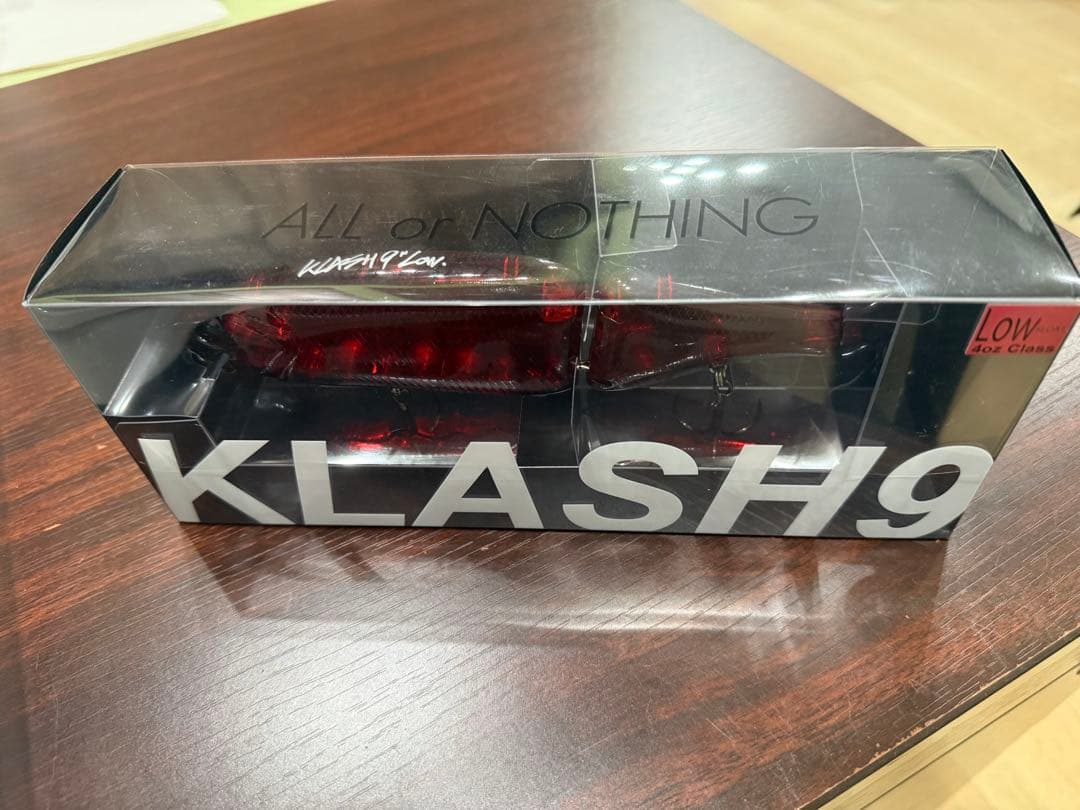 ALL or NOTHING
KLASH9"Low.
LOW
4oz Class
KLASH9